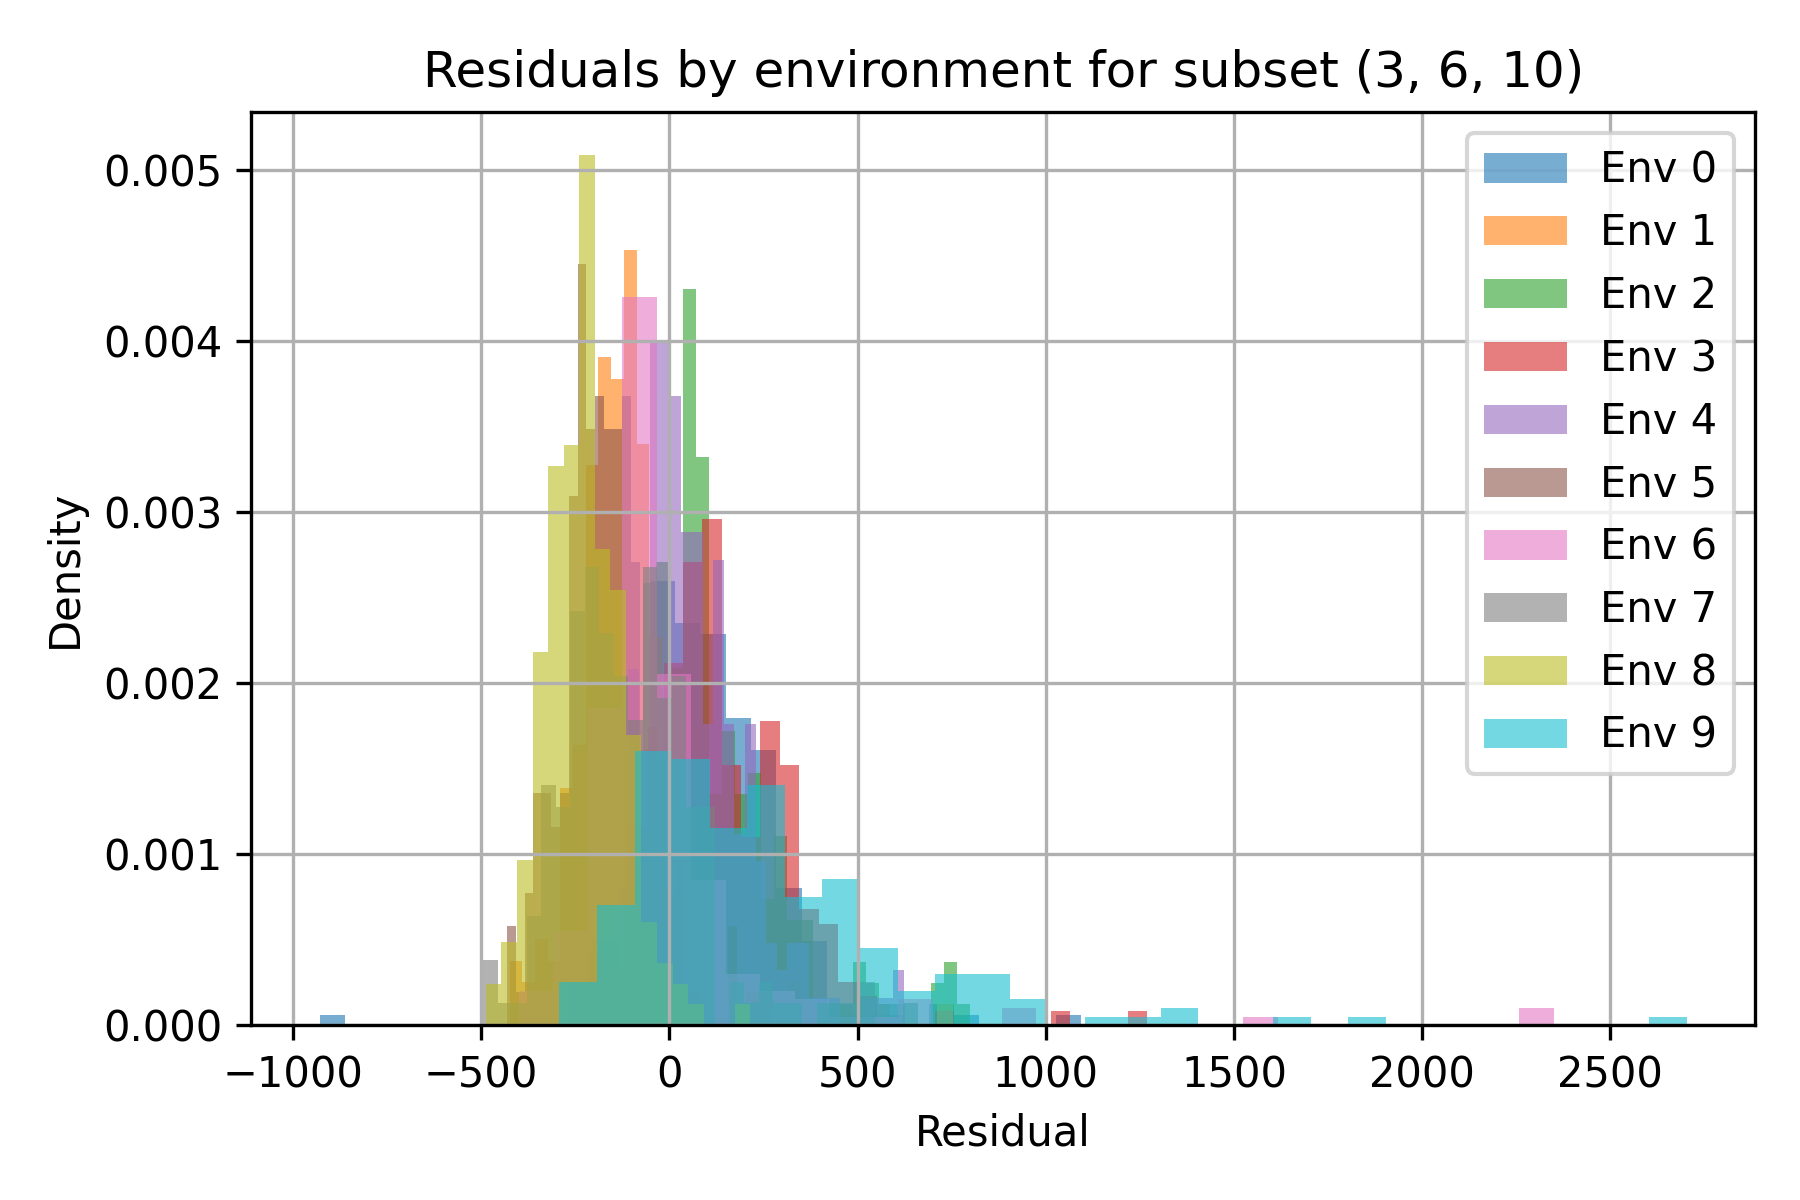 Residuals by environment for subset (3, 6, 10)
Density
0.005
0.004
0.003
0.002
0.001
0.000
−1000
−500
0
500
1000
1500
2000
2500
Residual
Env 0
Env 1
Env 2
Env 3
Env 4
Env 5
Env 6
Env 7
Env 8
Env 9